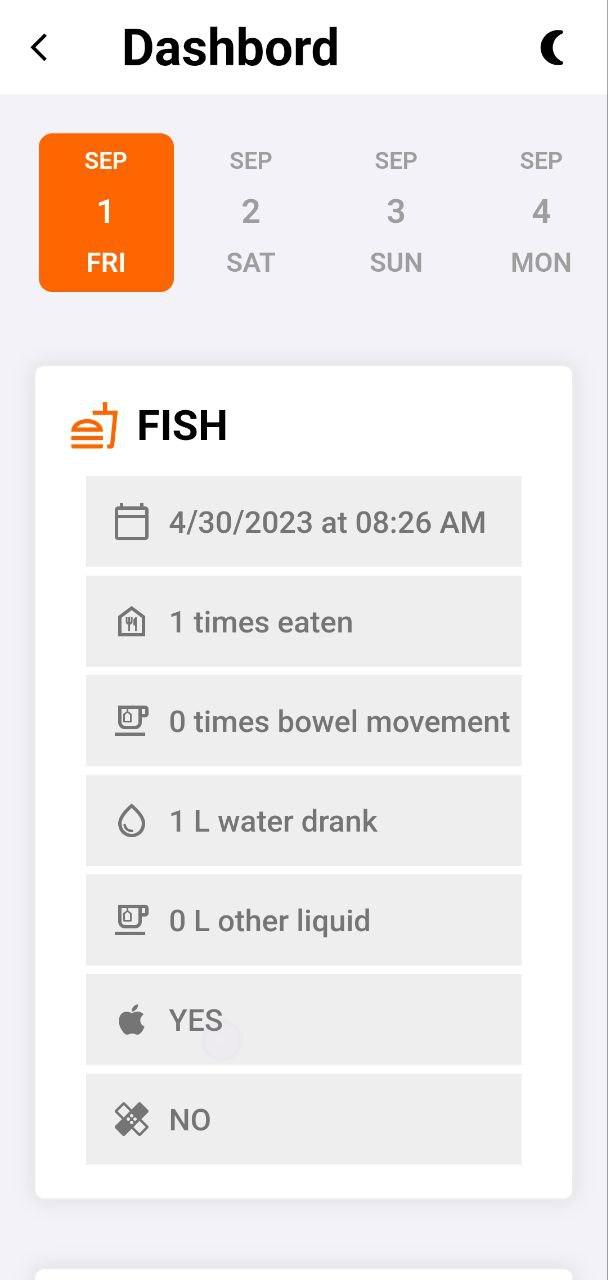 Dashbord
SEP SEP SEP SEP
1 2 3 4
FRI SAT SUN MON
FISH
4/30/2023 at 08:26 AM
1 times eaten
0 times bowel movement
1 L water drank
0 L other liquid
YES
NO